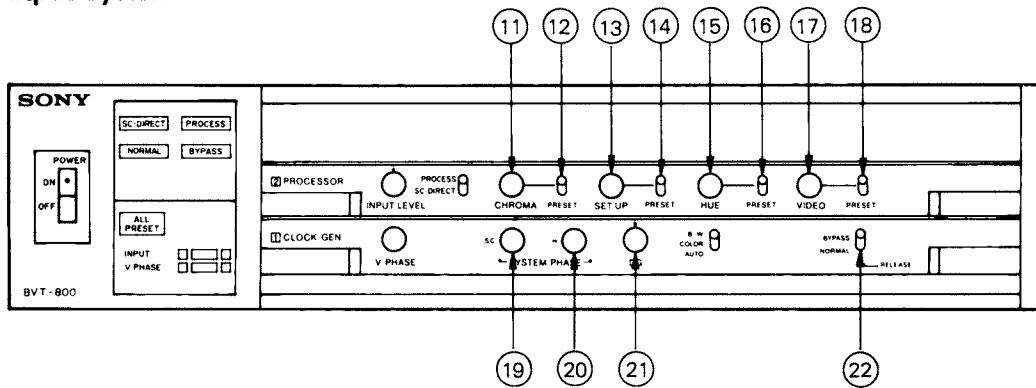 11 12 13 14 15 16 17 18
SONY
SC-DIRECT PROCESS
NORMAL BYPASS
POWER
ON
OFF
2 PROCESSOR
INPUT LEVEL
PROCESS
SC DIRECT
CHROMA
PRESET
SET UP
PRESET
HUE
PRESET
VIDEO
PRESET
ALL
PRESET
INPUT
V PHASE
1 CLOCK GEN
V PHASE
SC
H
SYSTEM PHASE
B W
COLOR
AUTO
BYPASS
NORMAL
RELEASE
BVT-800
19 20 21 22